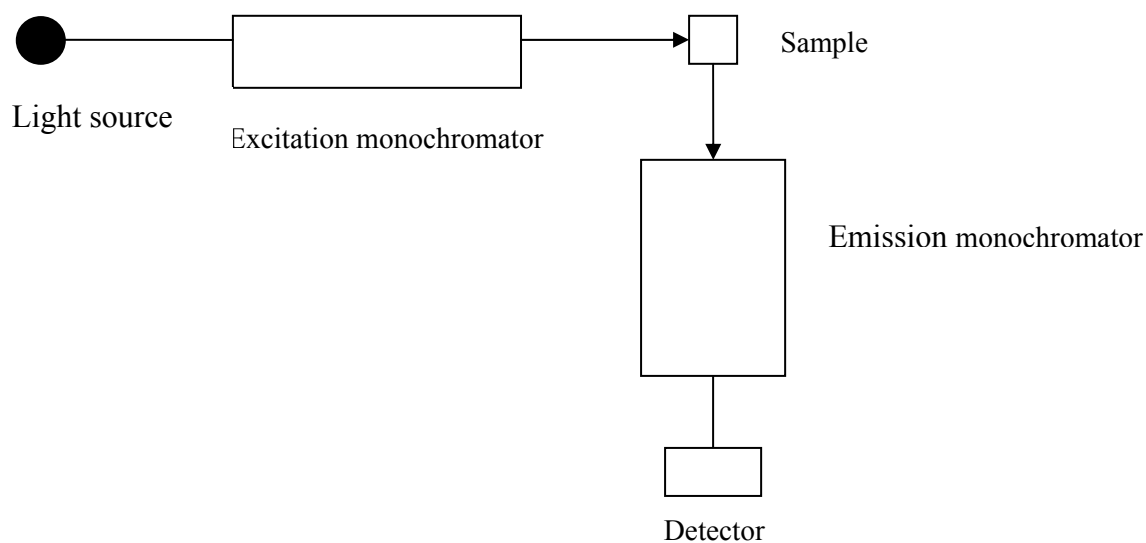 Sample
Light source
Excitation monochromator
Emission monochromator
Detector